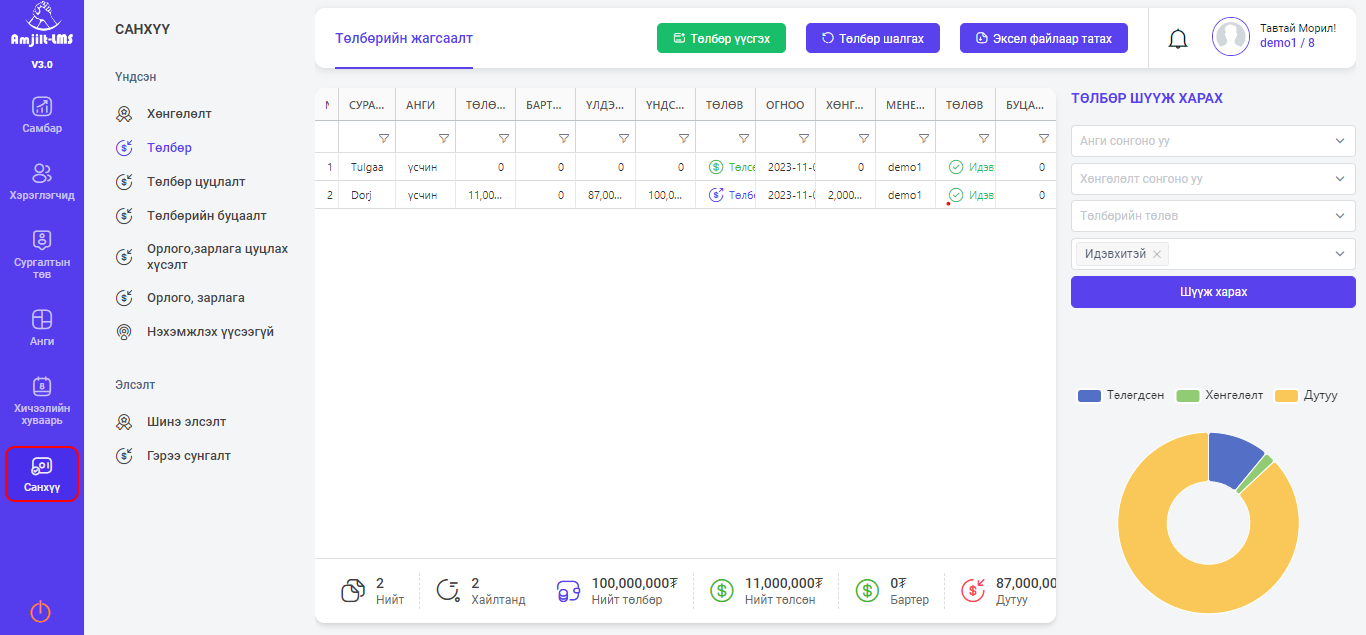 Amjilt-LMS
V3.0
Самбар
Хэрэглэгчид
Сургалтын
төв
Анги
Хичээлийн
хуваарь
Санхүү
САНХҮҮ
Үндсэн
Хөнгөлөлт
Төлбөр
Төлбөр цуцлалт
Төлбөрийн буцаалт
Орлого,зарлага цуцлах
хүсэлт
Орлого, зарлага
Нэхэмжлэх үүсээгүй
Элсэлт
Шинэ элсэлт
Гэрээ сунгалт
Төлбөрийн жагсаалт
Төлбөр үүсгэх
Төлбөр шалгах
Эксел файлаар татах
Тавтай Морил!
demo1 / 8
СУРА... АНГИ ТӨЛӨ... БАРТ... ҮЛДЭ... ҮНДС... ТӨЛӨВ ОГНОО ХӨНГ... МЕНЕ... ТӨЛӨВ БУЦА...
1 Tulgaa үсчин 0 0 0 0 Төлсө 2023-11-0 0 demo1 Идэв 0
2 Dorj үсчин 11,00... 0 87,00... 100,0... Төлбө 2023-11-0 2,000... demo1 Идэв 0
2
Нийт
2
Хайлтанд
100,000,000₮
Нийт төлбөр
11,000,000₮
Нийт төлсөн
0₮
Бартер
87,000,00
Дутуу
ТӨЛБӨР ШҮҮЖ ХАРАХ
Анги сонгоно уу
Хөнгөлөлт сонгоно уу
Төлбөрийн төлөв
Идэвхитэй
Шүүж харах
Төлөгдсөн Хөнгөлөлт Дутуу